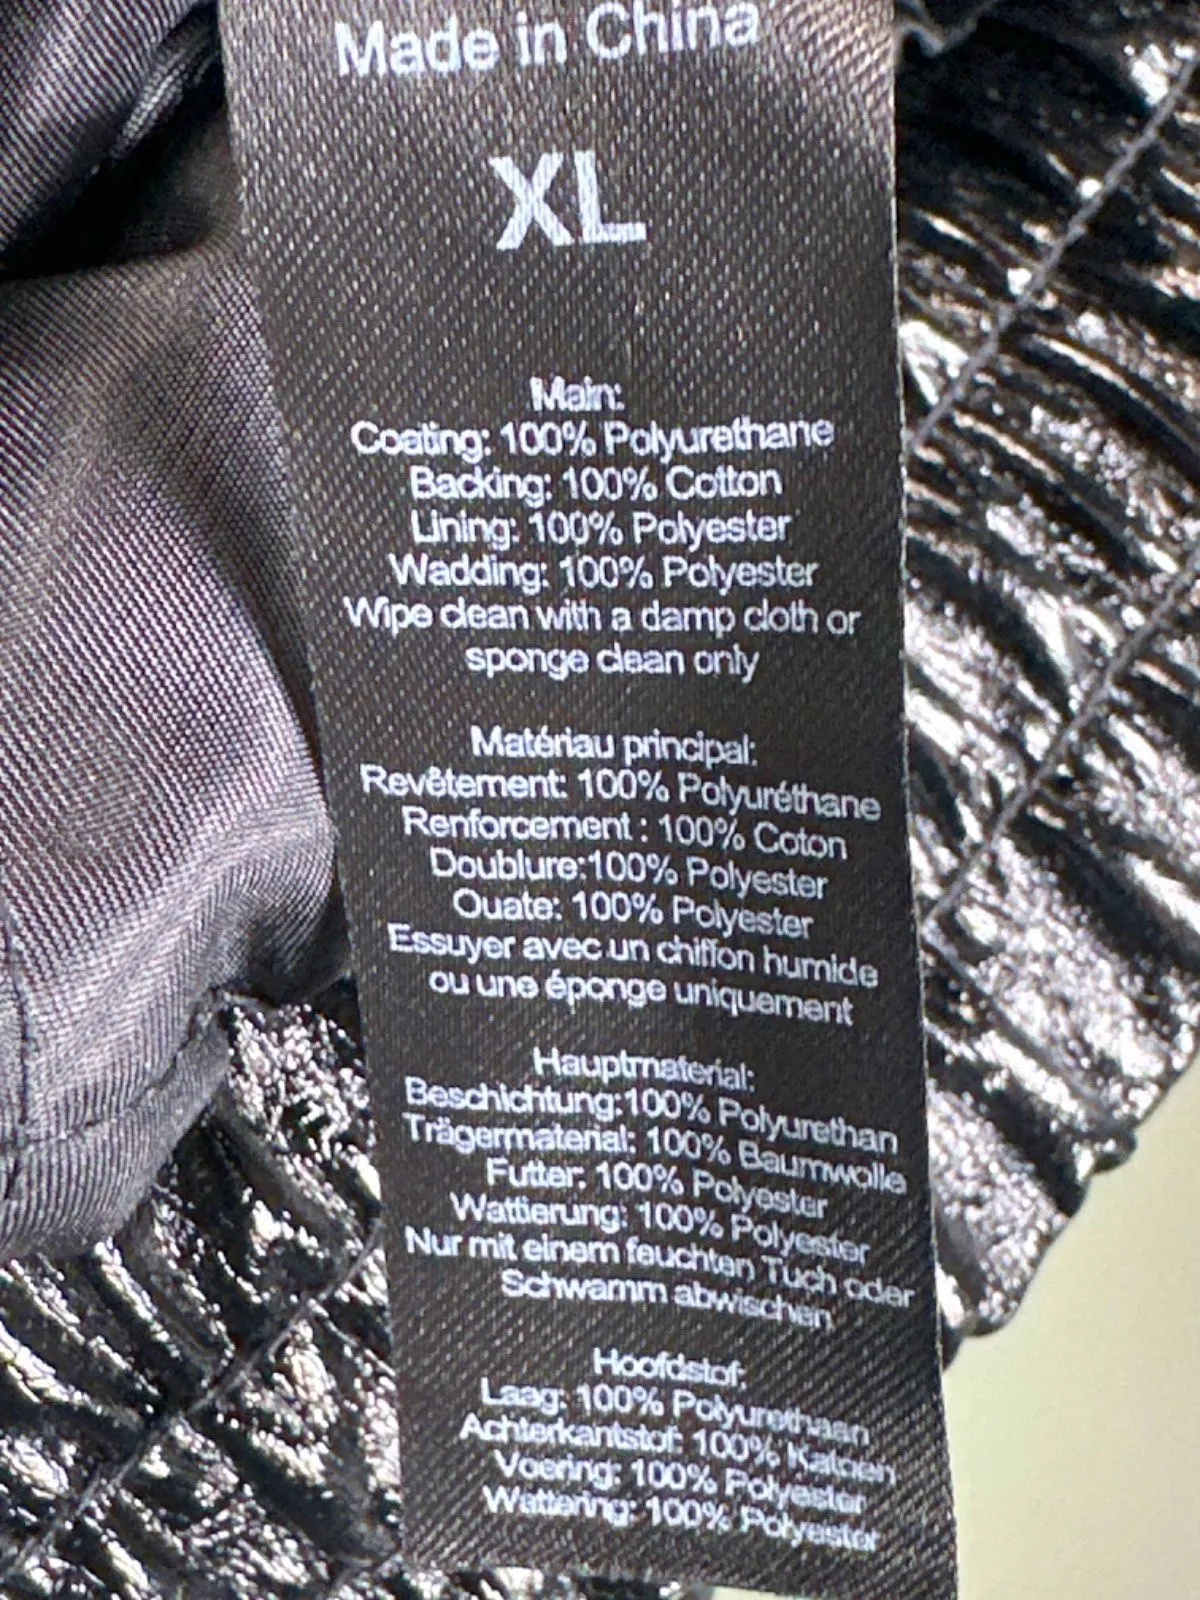 Made in China
XL
Main:
Coating: 100% Polyurethane
Backing: 100% Cotton
Lining: 100% Polyester
Wadding: 100% Polyester
Wipe clean with a damp cloth or
sponge clean only
Matériau principal:
Revêtement: 100% Polyuréthane
Renforcement : 100% Coton
Doublure:100% Polyester
Ouate: 100% Polyester
Essuyer avec un chiffon humide
ou une éponge uniquement
Hauptmaterial:
Beschichtung:100% Polyurethan
Trägermaterial: 100% Baumwolle
Futter: 100% Polyester
Wattierung: 100% Polyester
Nur mit einem feuchten Tuch oder
Schwamm abwischen
Hoofdstof:
Laag: 100% Polyurethaan
Achterkantstof: 100% Katoen
Voering: 100% Polyester
Wattering: 100% Polyester